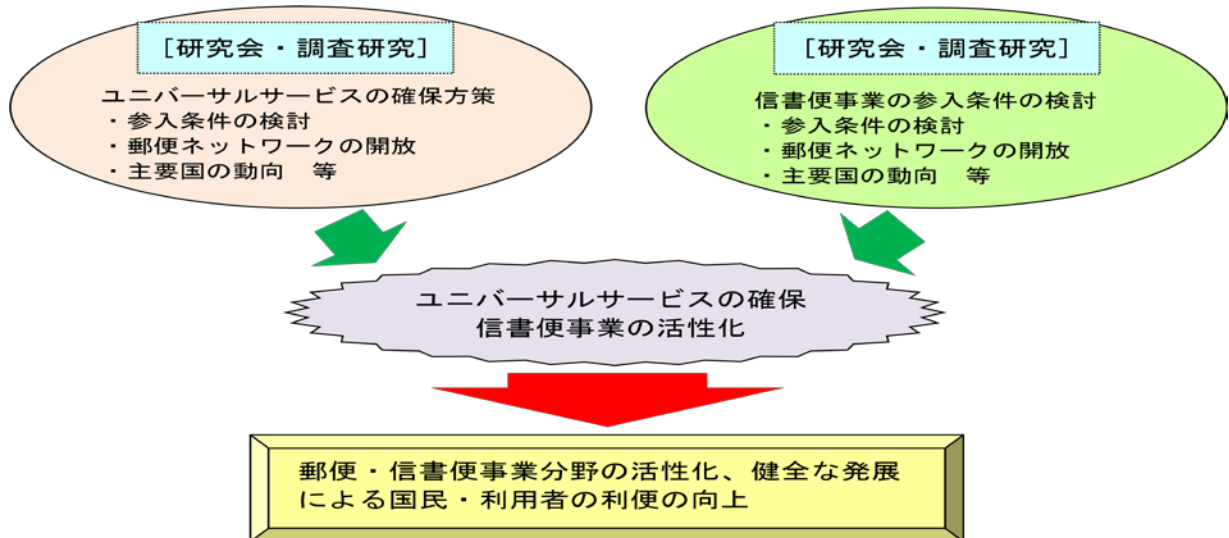 [研究会・調査研究]
ユニバーサルサービスの確保方策
・参入条件の検討
・郵便ネットワークの開放
・主要国の動向　等
[研究会・調査研究]
信書便事業の参入条件の検討
・参入条件の検討
・郵便ネットワークの開放
・主要国の動向　等
ユニバーサルサービスの確保
信書便事業の活性化
郵便・信書便事業分野の活性化、健全な発展
による国民・利用者の利便の向上